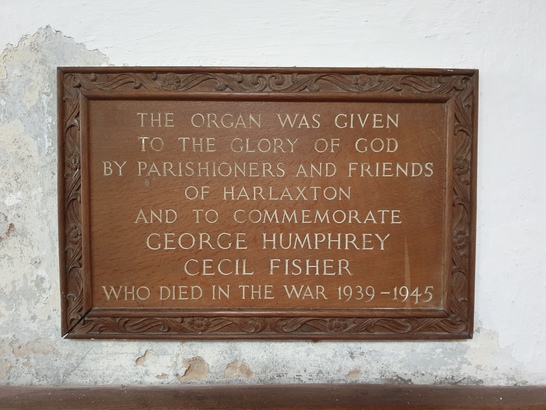 THE ORGAN WAS GIVEN
TO THE GLORY OF GOD
BY PARISHIONERS AND FRIENDS
OF HARLAXTON
AND TO COMMEMORATE
GEORGE HUMPHREY
CECIL FISHER
WHO DIED IN THE WAR 1939-1945